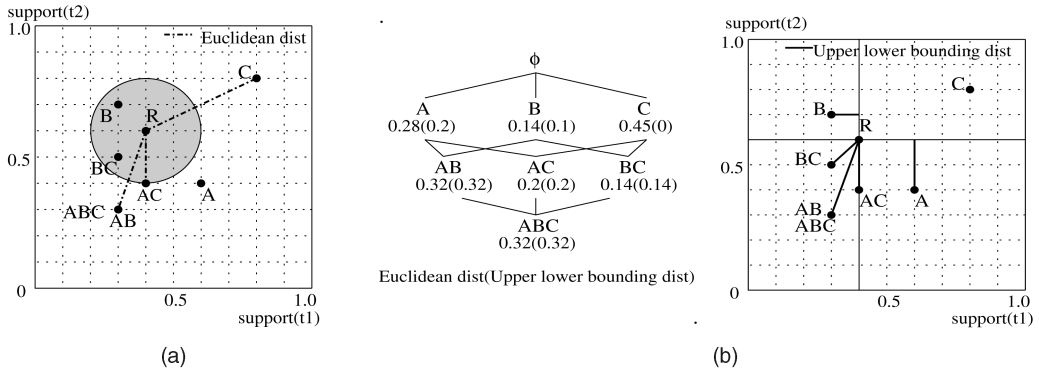 support(t2)
1.0
Euclidean dist
C
B
R
0.5
BC
AC
A
ABC
AB
0
0.5
1.0
support(t1)
(a)
ϕ
A B C
0.28(0.2) 0.14(0.1) 0.45(0)
AB AC BC
0.32(0.32) 0.2(0.2) 0.14(0.14)
ABC
0.32(0.32)
Euclidean dist(Upper lower bounding dist)
support(t2)
1.0
Upper lower bounding dist
C
B
R
0.5
BC
AC
A
AB
ABC
0
0.5
1.0
support(t1)
(b)